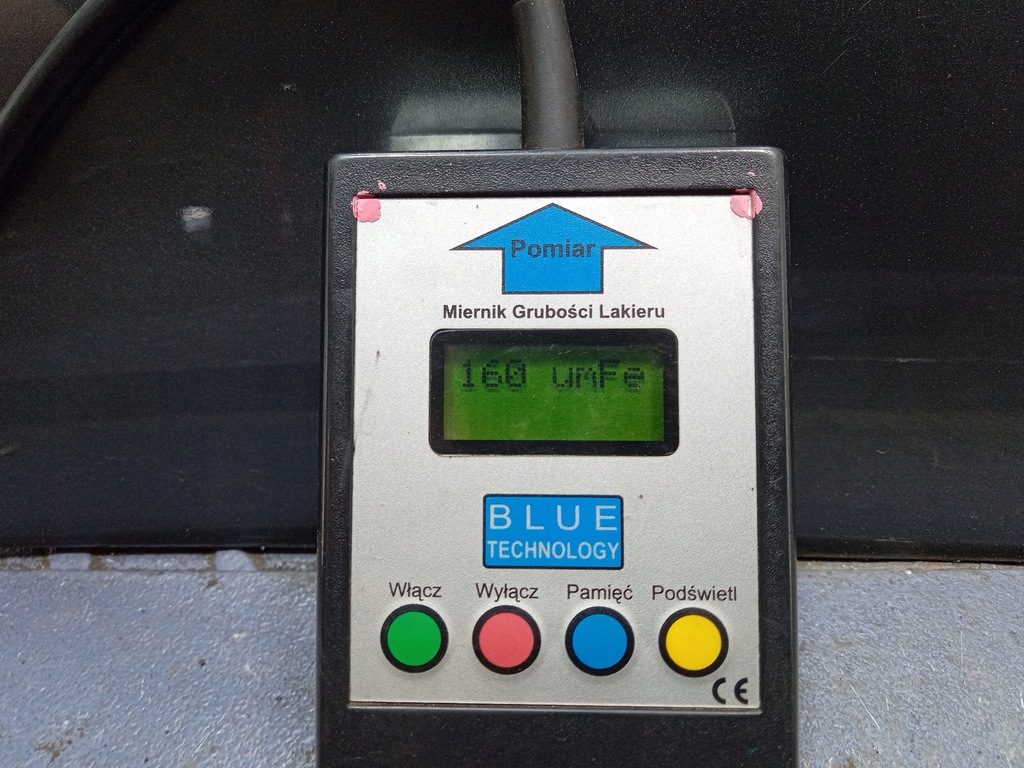 Pomiar
Miernik Grubości Lakieru
160 umFe
BLUE
TECHNOLOGY
Włącz Wyłącz Pamięć Podświetl
CE